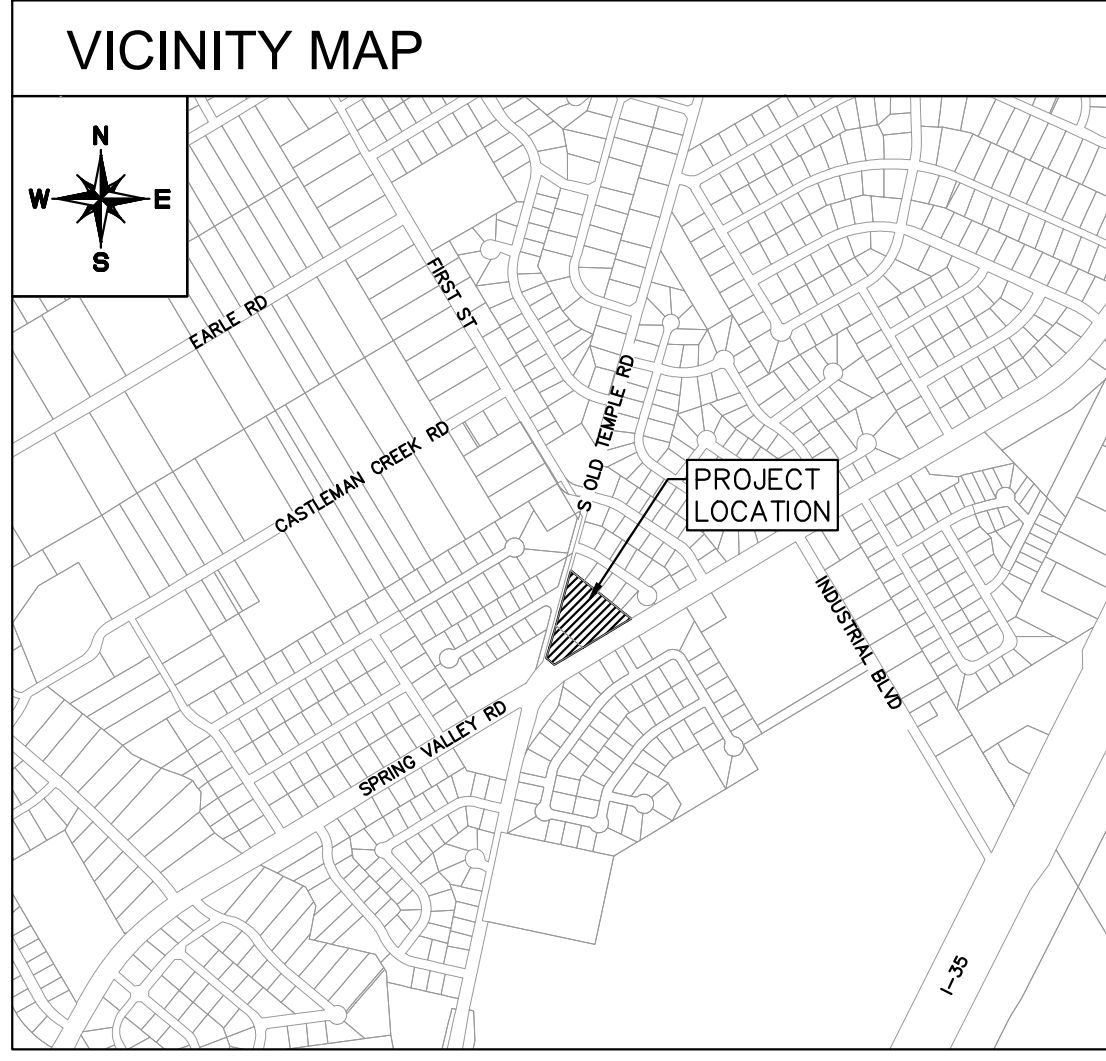 VICINITY MAP
N
W E
S
FIRST ST
EARLE RD
S OLD TEMPLE RD
CASTLEMAN CREEK RD
PROJECT
LOCATION
INDUSTRIAL BLVD
SPRING VALLEY RD
I-35